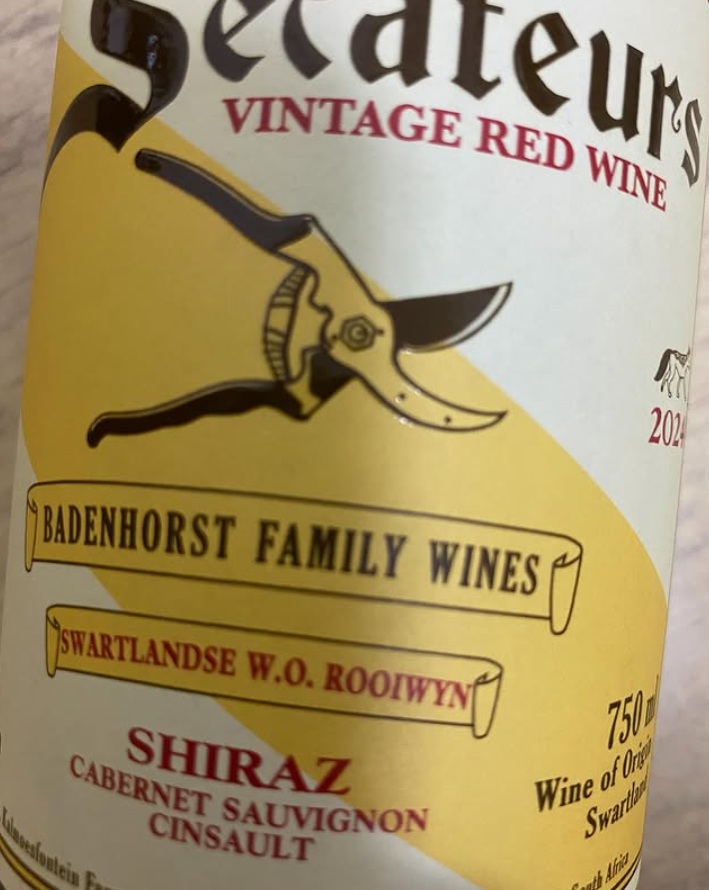 Secateurs
VINTAGE RED WINE
2024
BADENHORST FAMILY WINES
SWARTLANDSE W.O. ROOIWYN
SHIRAZ
CABERNET SAUVIGNON
CINSAULT
750 ml
Wine of Origin
Swartland
Kalmoesfontein
South Africa